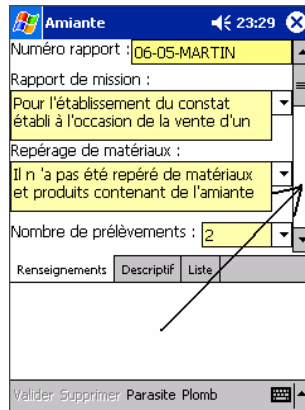 Amiante 23:29
Numéro rapport : 06-05-MARTIN
Rapport de mission :
Pour l'établissement du constat
établi à l'occasion de la vente d'un
Repérage de matériaux :
Il n 'a pas été repéré de matériaux
et produits contenant de l'amiante
Nombre de prélèvements : 2
Renseignements Descriptif Liste
Valider Supprimer Parasite Plomb